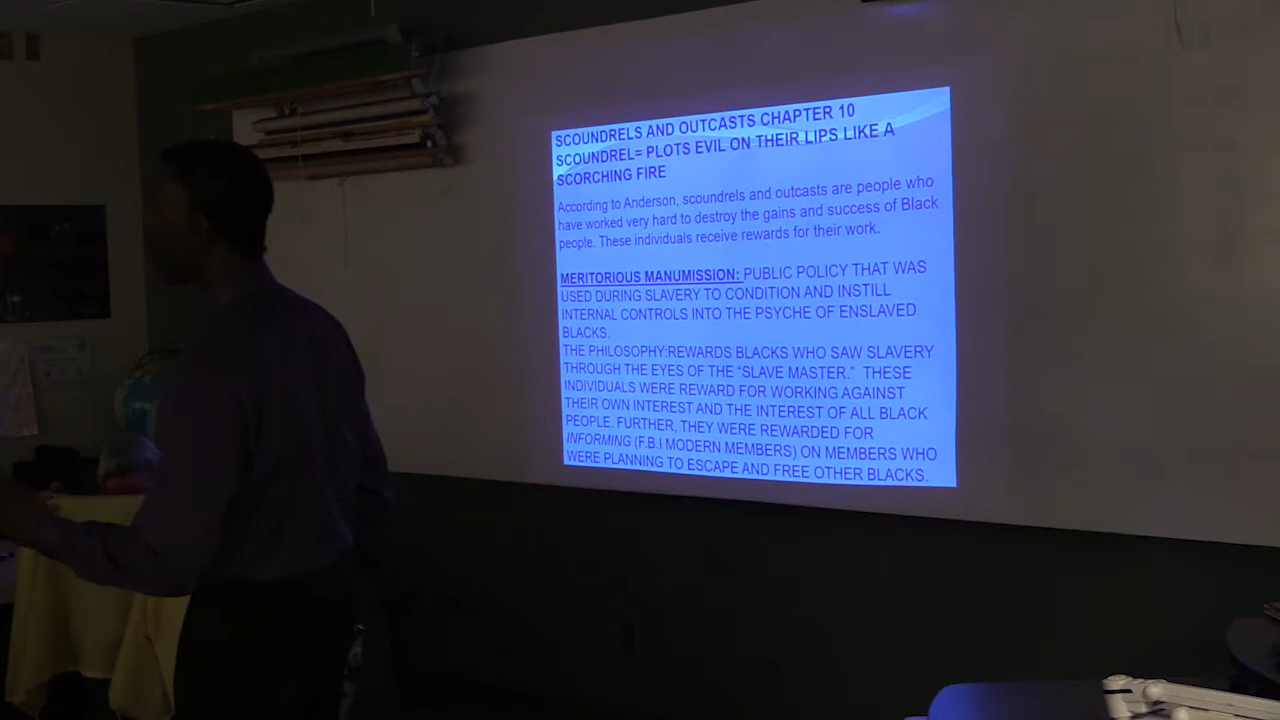 SCOUNDRELS AND OUTCASTS CHAPTER 10
SCOUNDREL= PLOTS EVIL ON THEIR LIPS LIKE A
SCORCHING FIRE
According to Anderson, scoundrels and outcasts are people who
have worked very hard to destroy the gains and success of Black
people. These individuals receive rewards for their work.
MERITORIOUS MANUMISSION: PUBLIC POLICY THAT WAS
USED DURING SLAVERY TO CONDITION AND INSTILL
INTERNAL CONTROLS INTO THE PSYCHE OF ENSLAVED
BLACKS.
THE PHILOSOPHY:REWARDS BLACKS WHO SAW SLAVERY
THROUGH THE EYES OF THE “SLAVE MASTER.” THESE
INDIVIDUALS WERE REWARD FOR WORKING AGAINST
THEIR OWN INTEREST AND THE INTEREST OF ALL BLACK
PEOPLE. FURTHER, THEY WERE REWARDED FOR
INFORMING (F.B.I MODERN MEMBERS) ON MEMBERS WHO
WERE PLANNING TO ESCAPE AND FREE OTHER BLACKS.